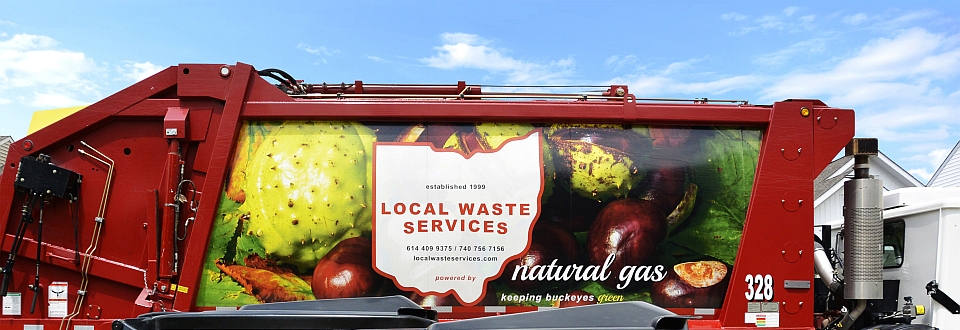 established 1999
LOCAL WASTE
SERVICES
614 409 9375 / 740 756 7156
localwasteservices.com
powered by
natural gas
keeping buckeyes green
328